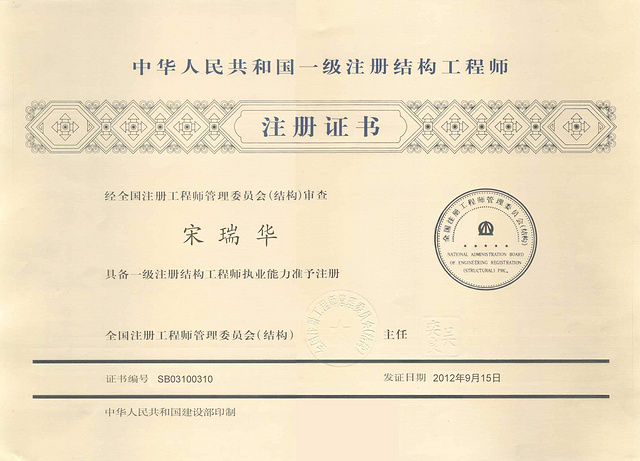 中华人民共和国一级注册结构工程师
注册证书
经全国注册工程师管理委员会(结构)审查
宋瑞华
具备一级注册结构工程师执业能力准予注册
全国注册工程师管理委员会(结构)
NATIONAL ADMINISTRATION BOARD
OF ENGINEERING REGISTRATION
(STRUCTURAL) PRC,
全国注册工程师管理委员会(结构) 主任
证书编号 SB03100310 发证日期 2012年9月15日
中华人民共和国建设部印制